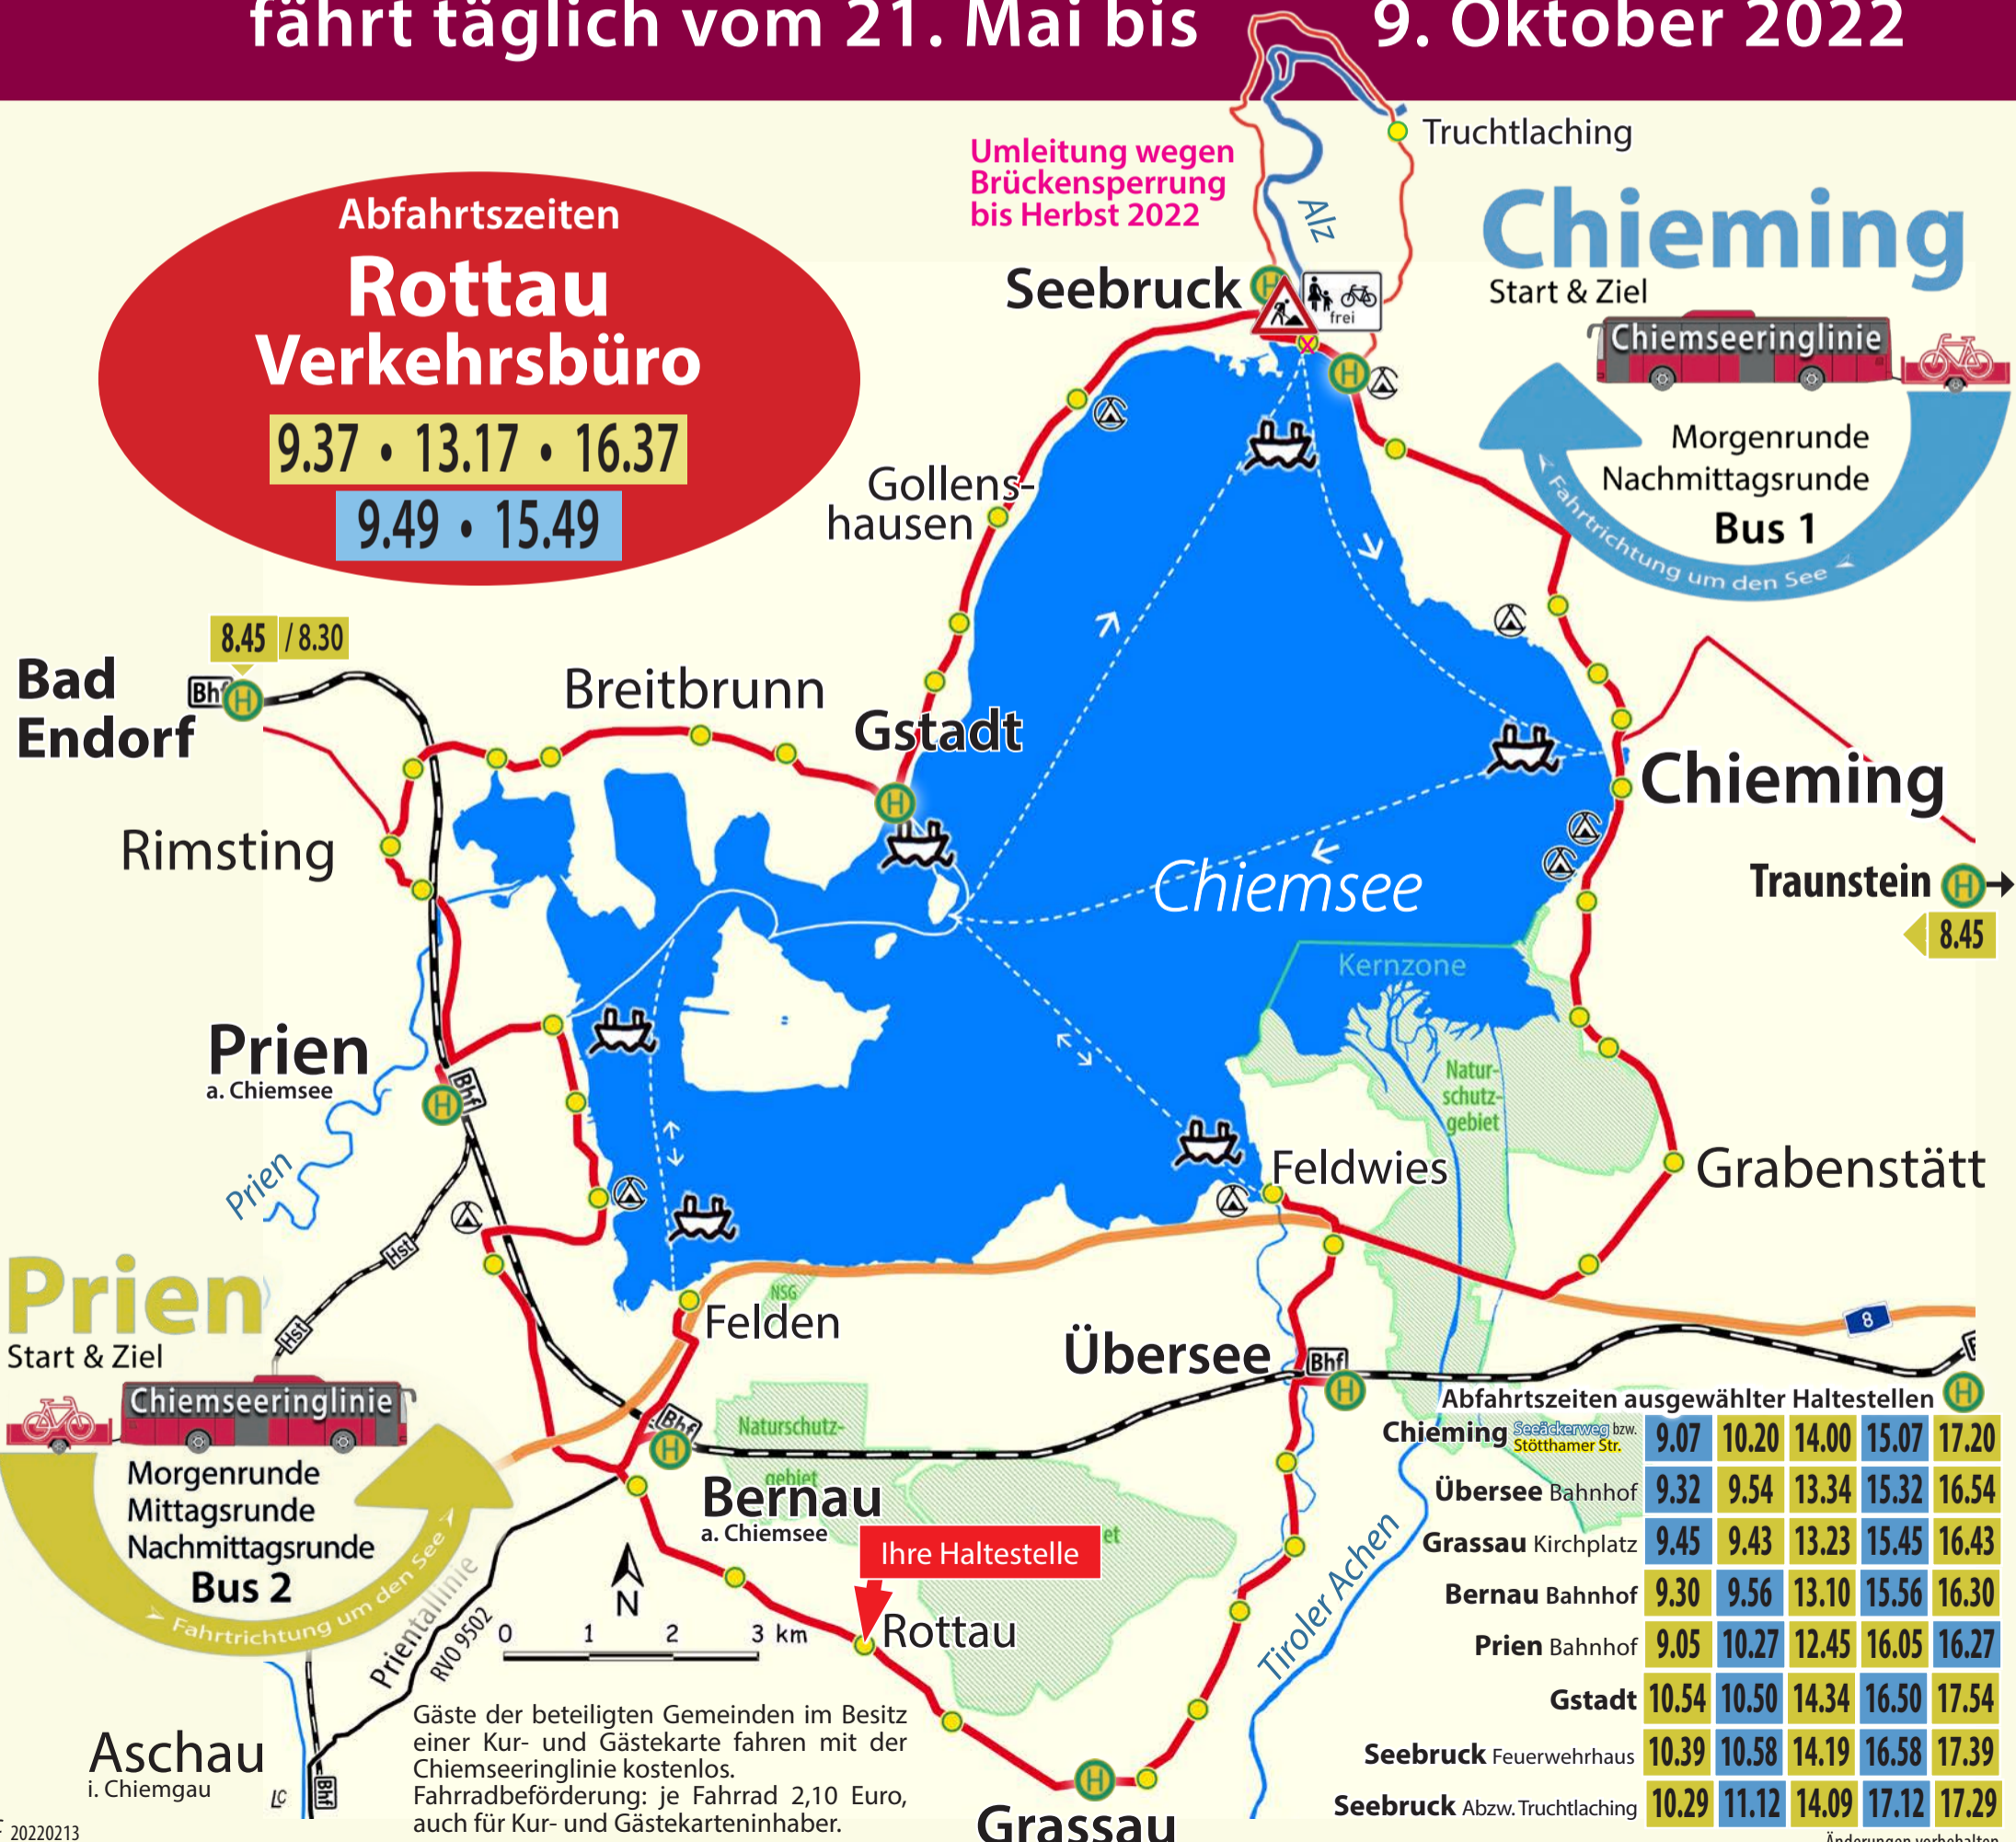 fährt täglich vom 21. Mai bis 9. Oktober 2022
Truchtlaching
Umleitung wegen
Brückensperrung
bis Herbst 2022
Alz
Abfahrtszeiten
Rottau
Verkehrsbüro
9.37 • 13.17 • 16.37
9.49 • 15.49
Chieming
Start & Ziel
Chiemseeringlinie
Morgenrunde
Nachmittagsrunde
Bus 1
Fahrtrichtung um den See
Seebruck
H
frei
H
Gollens-
hausen
8.45 / 8.30
Bad
Endorf
Bhf
H
Breitbrunn
Gstadt
H
Rimsting
Chieming
Chiemsee
Traunstein H
8.45
Kernzone
Natur-
schutz-
gebiet
Prien
a. Chiemsee
Bhf
H
Prien
Feldwies
Grabenstätt
Hst
Hst
NSG
Felden
8
Übersee
Bhf
H
Prien
Start & Ziel
Chiemseeringlinie
Morgenrunde
Mittagsrunde
Nachmittagsrunde
Bus 2
Fahrtrichtung um den See
Bhf
H
Naturschutz-
gebiet
Bernau
a. Chiemsee
Ihre Haltestelle
et
Rottau
N
0 1 2 3 km
Prientallinie
RVO 9502
Tiroler Achen
Aschau
i. Chiemgau
LC
Bhf
20220213
Gäste der beteiligten Gemeinden im Besitz
einer Kur- und Gästekarte fahren mit der
Chiemseeringlinie kostenlos.
Fahrradbeförderung: je Fahrrad 2,10 Euro,
auch für Kur- und Gästekarteninhaber.
H
Grassau
Abfahrtszeiten ausgewählter Haltestellen H
Chieming Seeäckerweg bzw. Stötthamer Str. 9.07 10.20 14.00 15.07 17.20
Übersee Bahnhof 9.32 9.54 13.34 15.32 16.54
Grassau Kirchplatz 9.45 9.43 13.23 15.45 16.43
Bernau Bahnhof 9.30 9.56 13.10 15.56 16.30
Prien Bahnhof 9.05 10.27 12.45 16.05 16.27
Gstadt 10.54 10.50 14.34 16.50 17.54
Seebruck Feuerwehrhaus 10.39 10.58 14.19 16.58 17.39
Seebruck Abzw. Truchtlaching 10.29 11.12 14.09 17.12 17.29
Änderungen vorbehalten